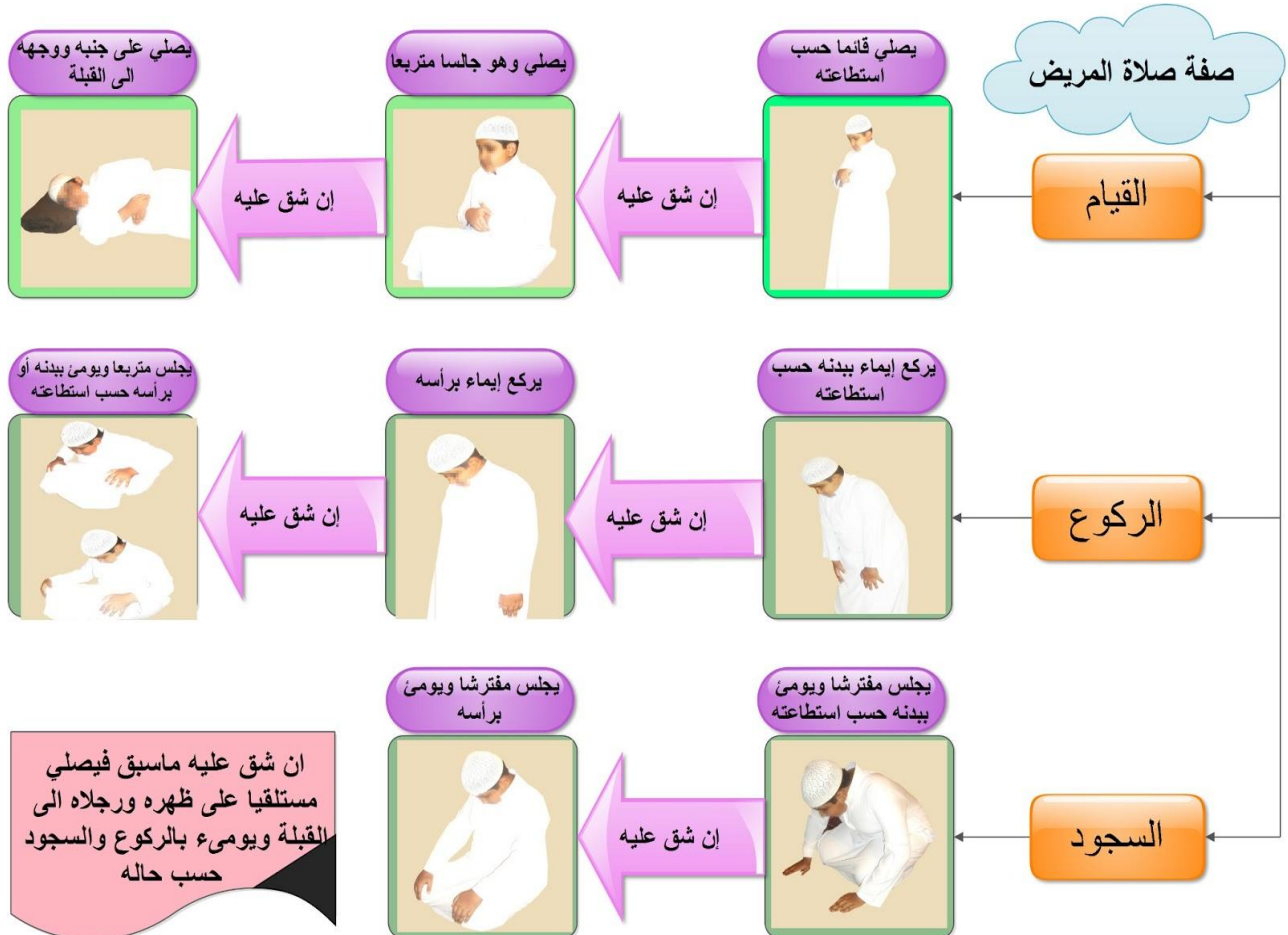 صفة صلاة المريض
القيام
يصلي قائما حسب
استطاعته
إن شق عليه
يصلي وهو جالسا متربعا
إن شق عليه
يصلي على جنبه ووجهه
الى القبلة
الركوع
يركع إيماء ببدنه حسب
استطاعته
إن شق عليه
يركع إيماء برأسه
إن شق عليه
يجلس متربعا ويومئ ببدنه أو
برأسه حسب استطاعته
السجود
يجلس مفترشا ويومئ
ببدنه حسب استطاعته
إن شق عليه
يجلس مفترشا ويومئ
برأسه
ان شق عليه ماسبق فيصلي
مستلقيا على ظهره ورجلاه الى
القبلة ويومىء بالركوع والسجود
حسب حاله